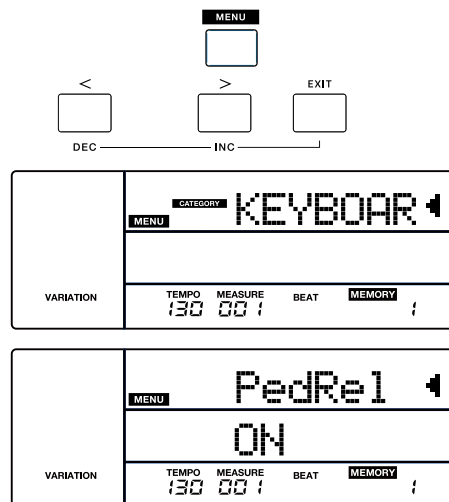 MENU
< > EXIT
DEC INC
CATEGORY KEYBOAR
MENU
VARIATION TEMPO MEASURE BEAT MEMORY
130 001 1
PedRel
MENU
ON
VARIATION TEMPO MEASURE BEAT MEMORY
130 001 1